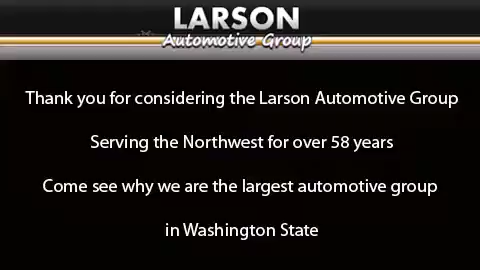 LARSON
Automotive Group
Thank you for considering the Larson Automotive Group
Serving the Northwest for over 58 years
Come see why we are the largest automotive group
in Washington State